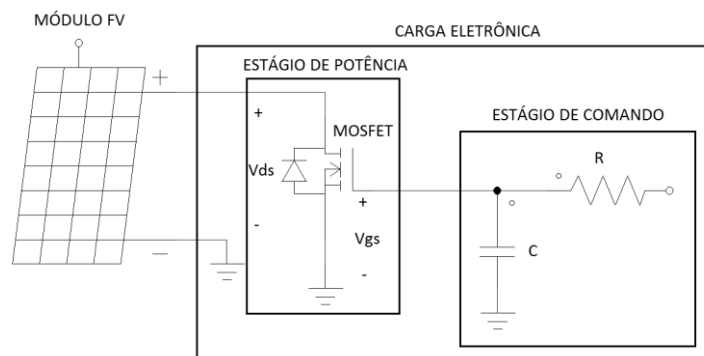 MÓDULO FV
CARGA ELETRÔNICA
ESTÁGIO DE POTÊNCIA
ESTÁGIO DE COMANDO
+
+
MOSFET
R
Vds
+
-
Vgs
C
-
-